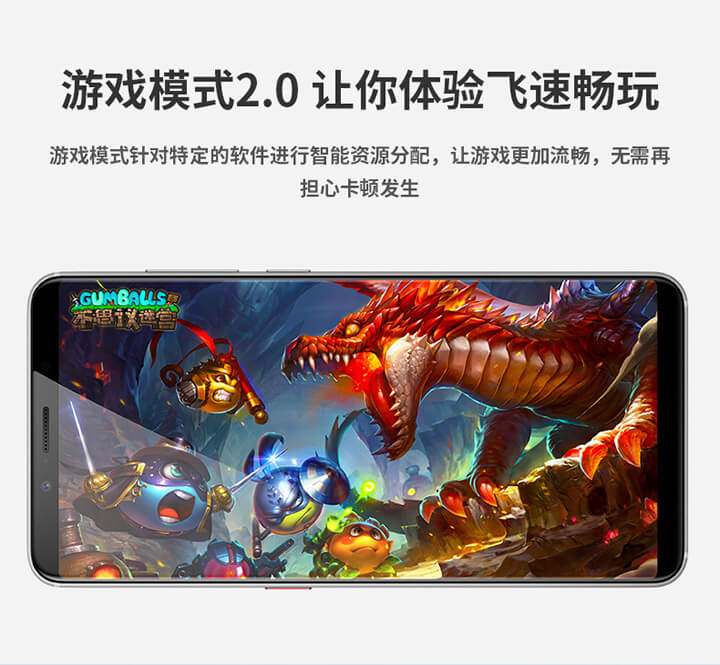 游戏模式2.0 让你体验飞速畅玩
游戏模式针对特定的软件进行智能资源分配，让游戏更加流畅，无需再
担心卡顿发生
GUMBALLS
不思议迷宫